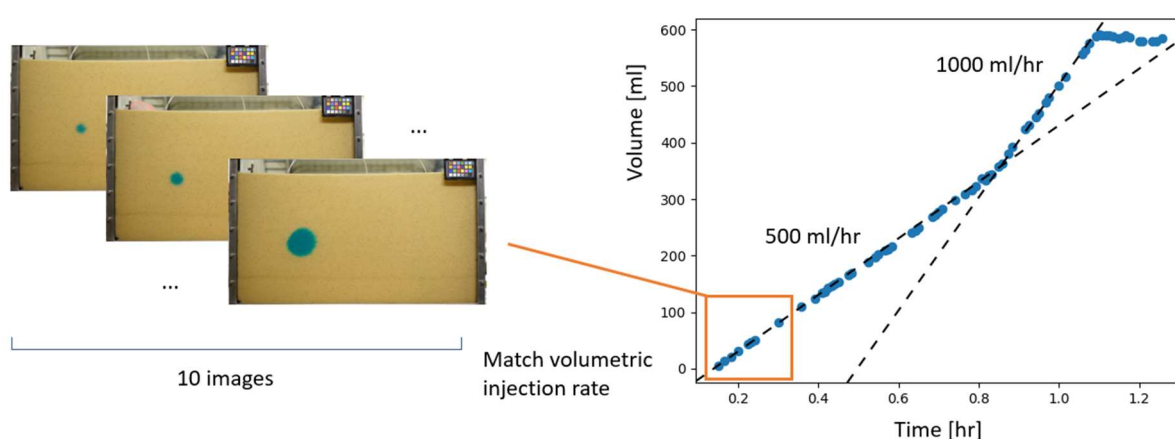 ...
...
10 images
Match volumetric
injection rate
Volume [ml]
600
500
400
300
200
100
0
1000 ml/hr
500 ml/hr
0.2 0.4 0.6 0.8 1.0 1.2
Time [hr]